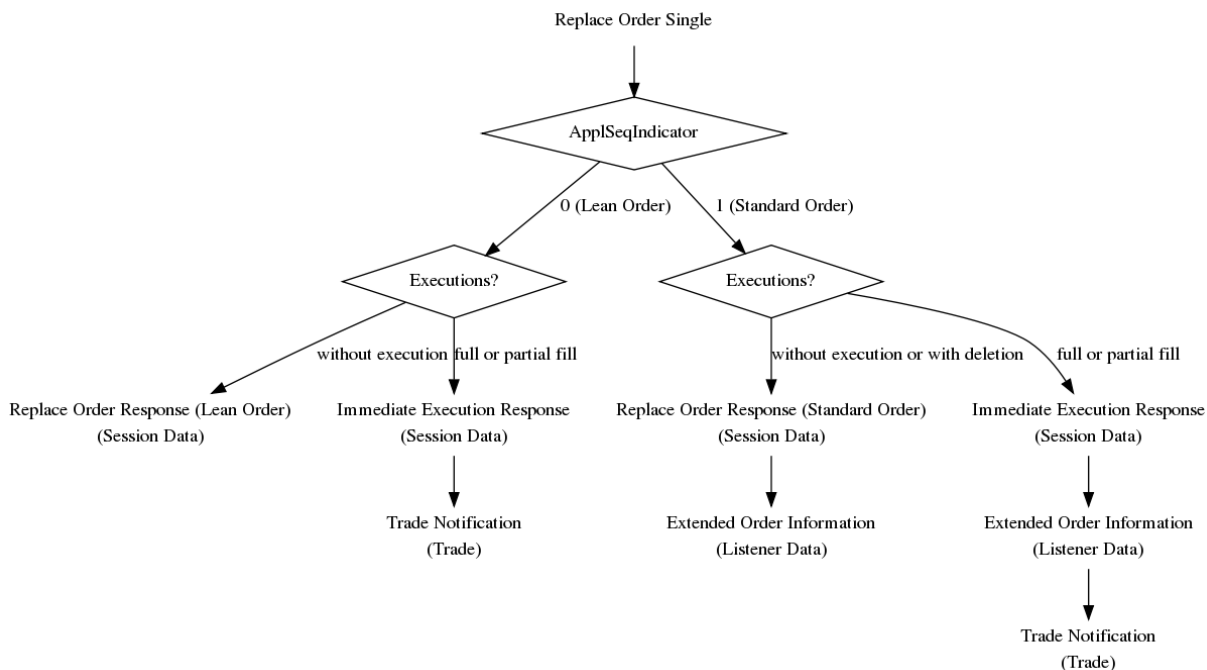 Replace Order Single
ApplSeqIndicator
0 (Lean Order)
1 (Standard Order)
Executions?
Executions?
without execution
full or partial fill
without execution or with deletion
full or partial fill
Replace Order Response (Lean Order)
(Session Data)
Immediate Execution Response
(Session Data)
Replace Order Response (Standard Order)
(Session Data)
Immediate Execution Response
(Session Data)
Trade Notification
(Trade)
Extended Order Information
(Listener Data)
Extended Order Information
(Listener Data)
Trade Notification
(Trade)